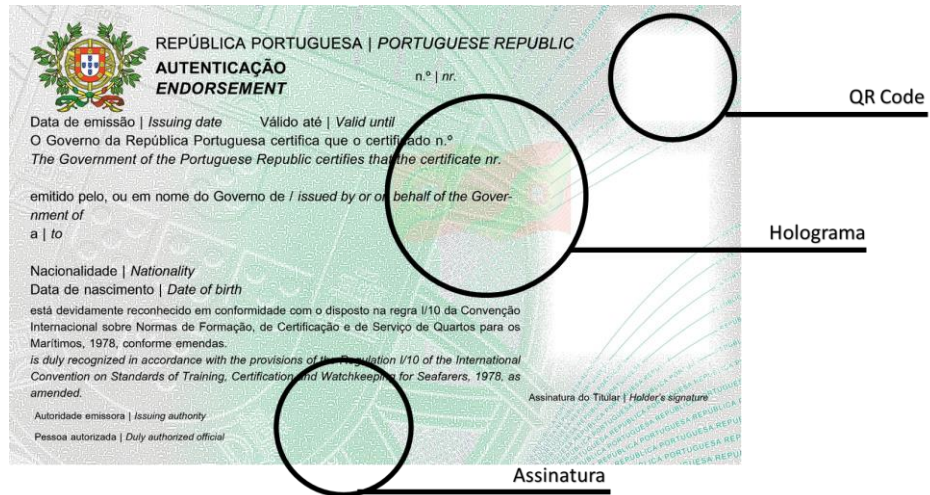 REPÚBLICA PORTUGUESA | PORTUGUESE REPUBLIC
AUTENTICAÇÃO
ENDORSEMENT
n.º | nr.
QR Code
Data de emissão | Issuing date Válido até | Valid until
O Governo da República Portuguesa certifica que o certificado n.º
The Government of the Portuguese Republic certifies that the certificate nr.
emitido pelo, ou em nome do Governo de / issued by or on behalf of the Gover-
nment of
a | to
Holograma
Nacionalidade | Nationality
Data de nascimento | Date of birth
está devidamente reconhecido em conformidade com o disposto na regra I/10 da Convenção
Internacional sobre Normas de Formação, de Certificação e de Serviço de Quartos para os
Marítimos, 1978, conforme emendas.
is duly recognized in accordance with the provisions of the Regulation I/10 of the International
Convention on Standards of Training, Certification and Watchkeeping for Seafarers, 1978, as
amended.
Assinatura do Titular | Holder's signature
Autoridade emissora | Issuing authority
Pessoa autorizada | Duly authorized official
Assinatura